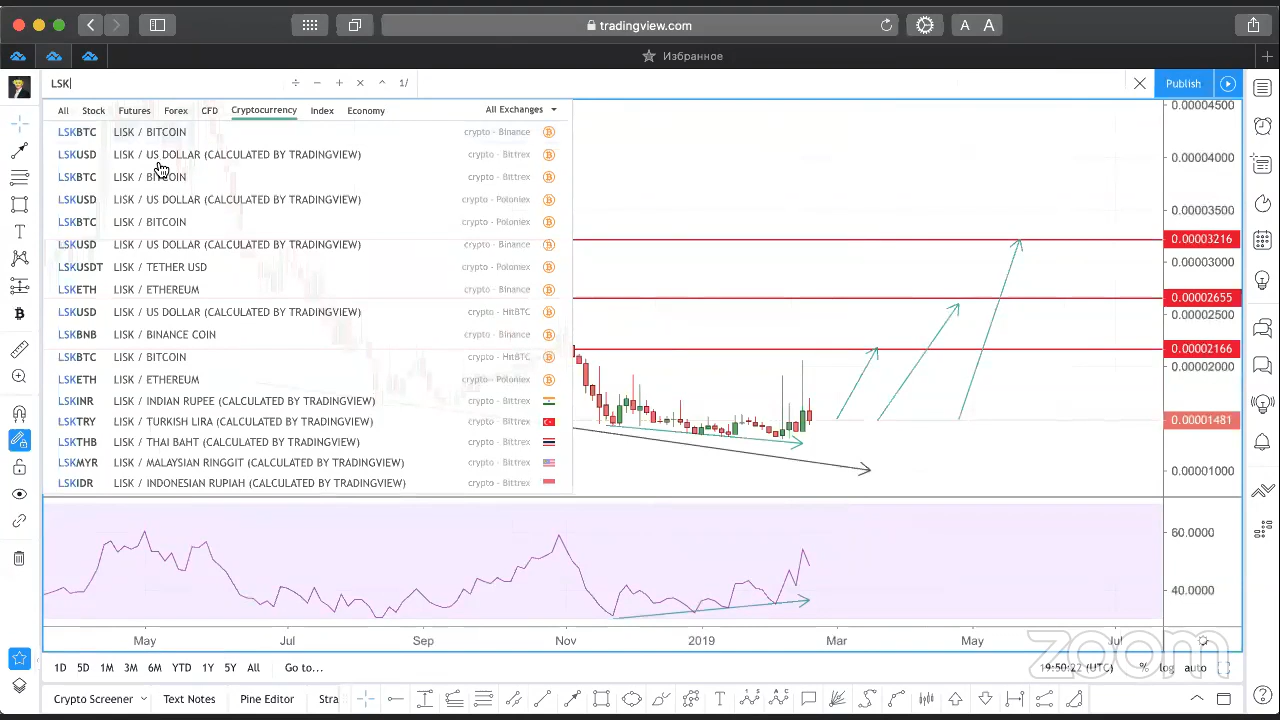 tradingview.com
A A
Избранное
LSK
1/
Publish
All Stock Futures Forex CFD Cryptocurrency Index Economy All Exchanges
LSKBTC LISK / BITCOIN crypto - Binance
LSKUSD LISK / US DOLLAR (CALCULATED BY TRADINGVIEW) crypto - Bittrex
LSKBTC LISK / BITCOIN crypto - Bittrex
LSKUSD LISK / US DOLLAR (CALCULATED BY TRADINGVIEW) crypto - Poloniex
LSKBTC LISK / BITCOIN crypto - Poloniex
LSKUSD LISK / US DOLLAR (CALCULATED BY TRADINGVIEW) crypto - Binance
LSKUSDT LISK / TETHER USD crypto - Poloniex
LSKETH LISK / ETHEREUM crypto - Binance
LSKUSD LISK / US DOLLAR (CALCULATED BY TRADINGVIEW) crypto - HitBTC
LSKBNB LISK / BINANCE COIN crypto - Binance
LSKBTC LISK / BITCOIN crypto - HitBTC
LSKETH LISK / ETHEREUM crypto - Poloniex
LSKINR LISK / INDIAN RUPEE (CALCULATED BY TRADINGVIEW) crypto - Bittrex
LSKTRY LISK / TURKISH LIRA (CALCULATED BY TRADINGVIEW) crypto - Bittrex
LSKTHB LISK / THAI BAHT (CALCULATED BY TRADINGVIEW) crypto - Bittrex
LSKMYR LISK / MALAYSIAN RINGGIT (CALCULATED BY TRADINGVIEW) crypto - Bittrex
LSKIDR LISK / INDONESIAN RUPIAH (CALCULATED BY TRADINGVIEW) crypto - Bittrex
0.00004500
0.00004000
0.00003500
0.00003216
0.00003000
0.00002655
0.00002500
0.00002166
0.00002000
0.00001481
0.00001000
60.0000
40.0000
May Jul Sep Nov 2019 Mar May Jul
zoom
1D 5D 1M 3M 6M YTD 1Y 5Y All Go to... 19:50:22 (UTC) % log auto
Crypto Screener Text Notes Pine Editor Stra